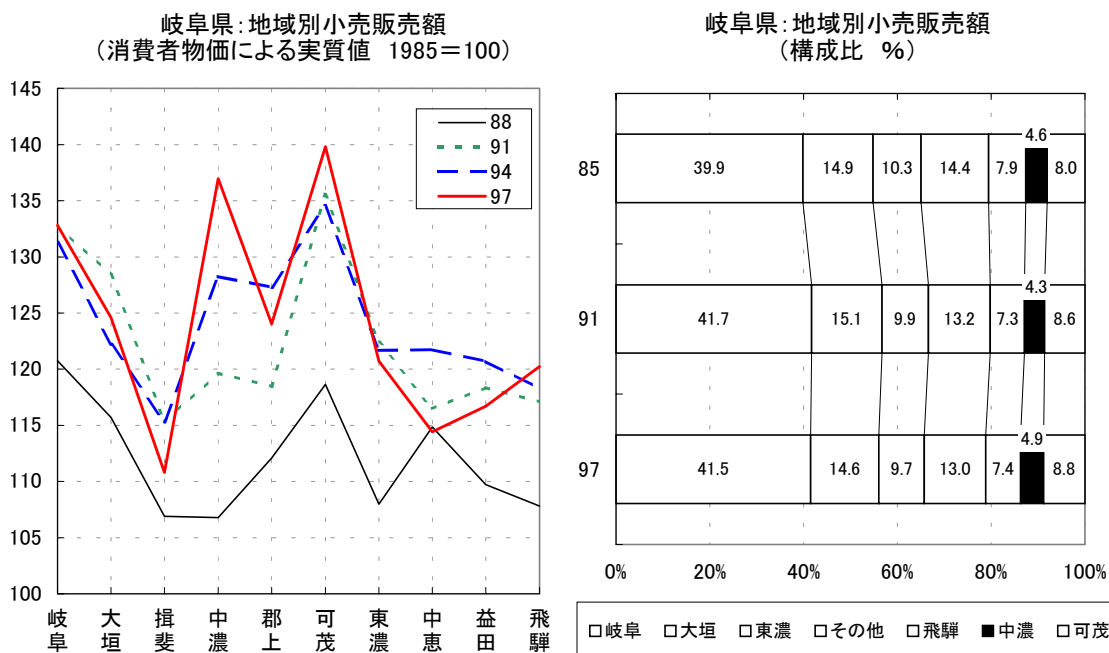 岐阜県：地域別小売販売額
（消費者物価による実質値　1985＝100）
145
140
135
130
125
120
115
110
105
100
88
91
94
97
岐阜
大垣
揖斐
中濃
郡上
可茂
東濃
中恵
益田
飛騨
岐阜県：地域別小売販売額
（構成比　％）
85
39.9 14.9 10.3 14.4 7.9 4.6 8.0
91
41.7 15.1 9.9 13.2 7.3 4.3 8.6
97
41.5 14.6 9.7 13.0 7.4 4.9 8.8
0% 20% 40% 60% 80% 100%
岐阜 大垣 東濃 その他 飛騨 中濃 可茂